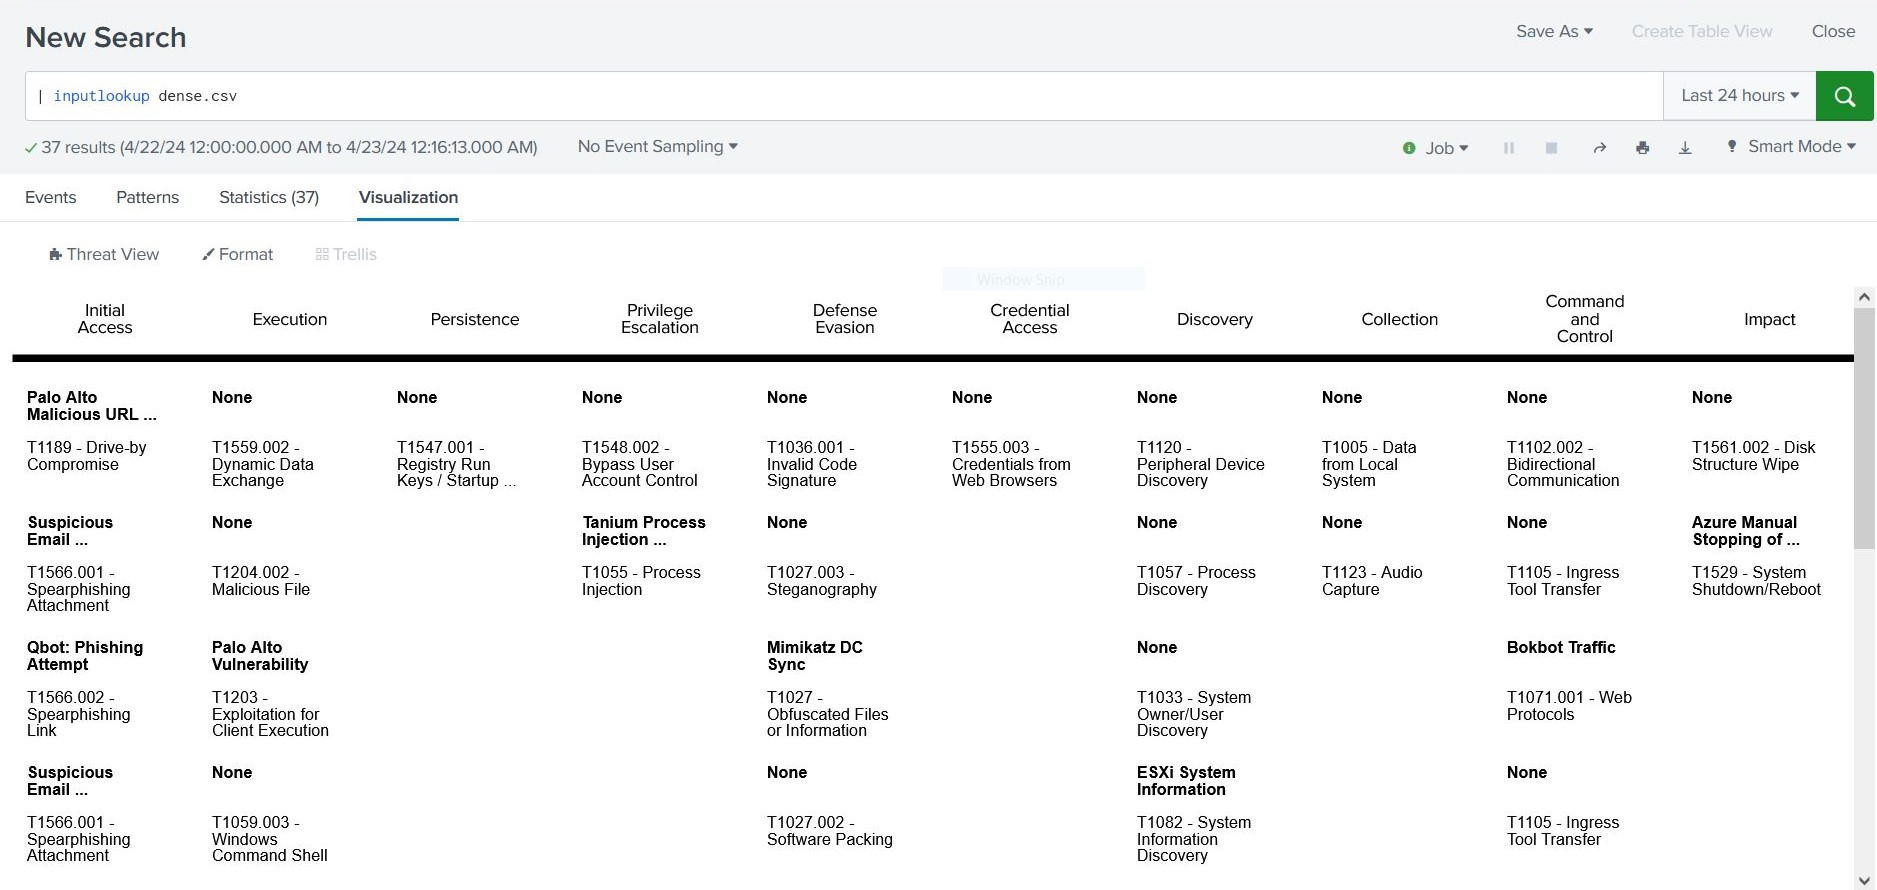 New Search
Save As
Create Table View
Close
| inputlookup dense.csv
Last 24 hours
37 results (4/22/24 12:00:00.000 AM to 4/23/24 12:16:13.000 AM)
No Event Sampling
Job
Smart Mode
Events
Patterns
Statistics (37)
Visualization
Threat View
Format
Trellis
Window Snip
Initial
Access
Execution
Persistence
Privilege
Escalation
Defense
Evasion
Credential
Access
Discovery
Collection
Command
and
Control
Impact
Palo Alto
Malicious URL ...
T1189 - Drive-by
Compromise
None
T1559.002 -
Dynamic Data
Exchange
None
T1547.001 -
Registry Run
Keys / Startup ...
None
T1548.002 -
Bypass User
Account Control
None
T1036.001 -
Invalid Code
Signature
None
T1555.003 -
Credentials from
Web Browsers
None
T1120 -
Peripheral Device
Discovery
None
T1005 - Data
from Local
System
None
T1102.002 -
Bidirectional
Communication
None
T1561.002 - Disk
Structure Wipe
Suspicious
Email ...
T1566.001 -
Spearphishing
Attachment
None
T1204.002 -
Malicious File
Tanium Process
Injection ...
T1055 - Process
Injection
None
T1027.003 -
Steganography
None
T1057 - Process
Discovery
None
T1123 - Audio
Capture
None
T1105 - Ingress
Tool Transfer
Azure Manual
Stopping of ...
T1529 - System
Shutdown/Reboot
Qbot: Phishing
Attempt
T1566.002 -
Spearphishing
Link
Palo Alto
Vulnerability
T1203 -
Exploitation for
Client Execution
Mimikatz DC
Sync
T1027 -
Obfuscated Files
or Information
None
T1033 - System
Owner/User
Discovery
Bokbot Traffic
T1071.001 - Web
Protocols
Suspicious
Email ...
T1566.001 -
Spearphishing
Attachment
None
T1059.003 -
Windows
Command Shell
None
T1027.002 -
Software Packing
ESXi System
Information
T1082 - System
Information
Discovery
None
T1105 - Ingress
Tool Transfer